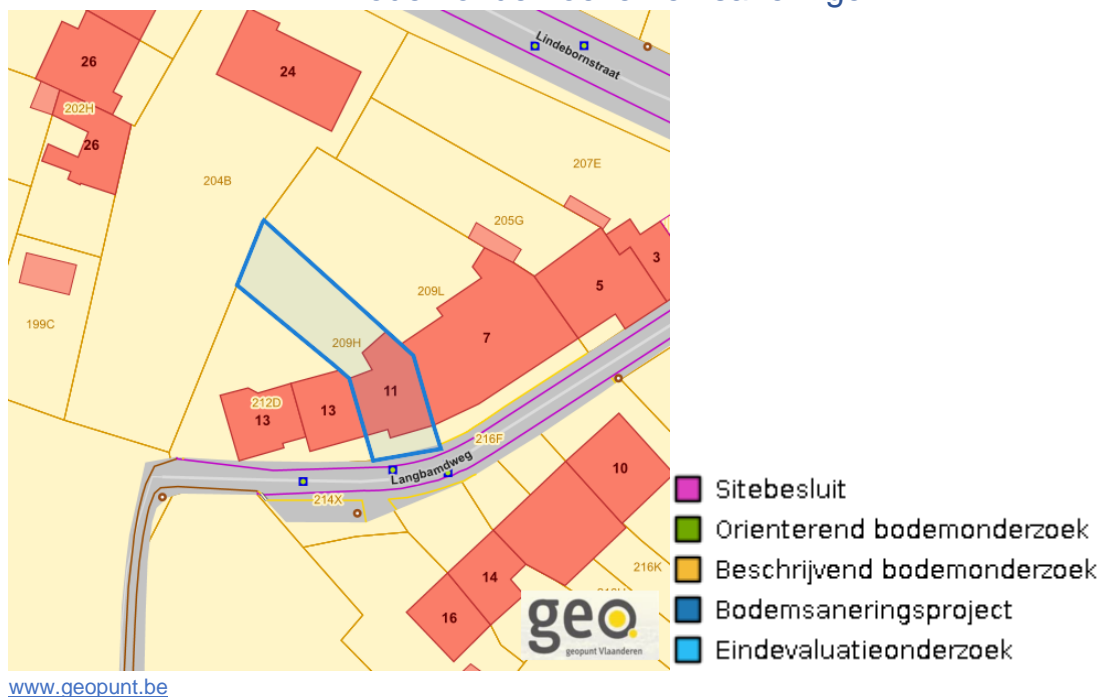 Lindebornstraat
26
24
202H
26
207E
204B
205G
3
5
209L
199C
7
209H
11
212D
13
13
216F
10
Langbamdweg
214X
14
216K
16
geo.
geopunt Vlaanderen
Sitebesluit
Orienterend bodemonderzoek
Beschrijvend bodemonderzoek
Bodemsaneringsproject
Eindevaluatieonderzoek
www.geopunt.be